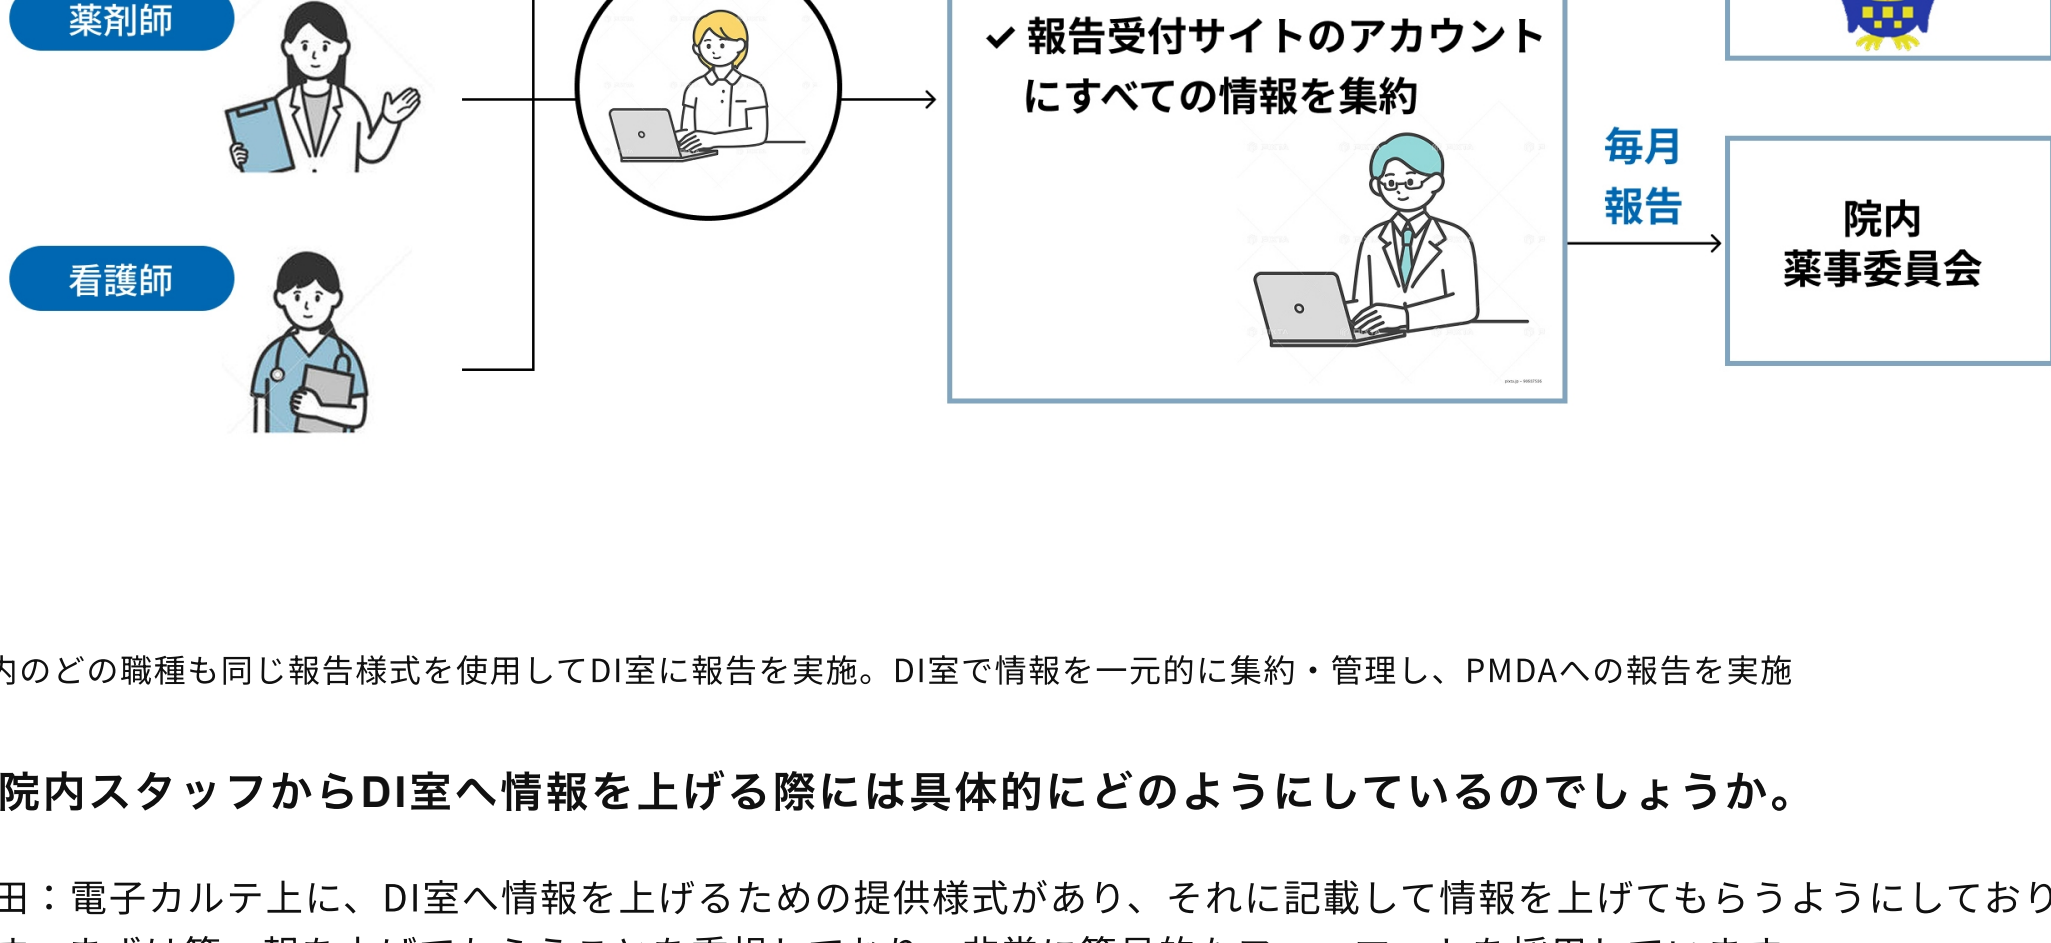 薬剤師
✓ 報告受付サイトのアカウント
にすべての情報を集約
毎月
報告
院内
薬事委員会
看護師
内のどの職種も同じ報告様式を使用してDI室に報告を実施。DI室で情報を一元的に集約・管理し、PMDAへの報告を実施
院内スタッフからDI室へ情報を上げる際には具体的にどのようにしているのでしょうか。
田：電子カルテ上に、DI室へ情報を上げるための提供様式があり、それに記載して情報を上げてもらうようにしており